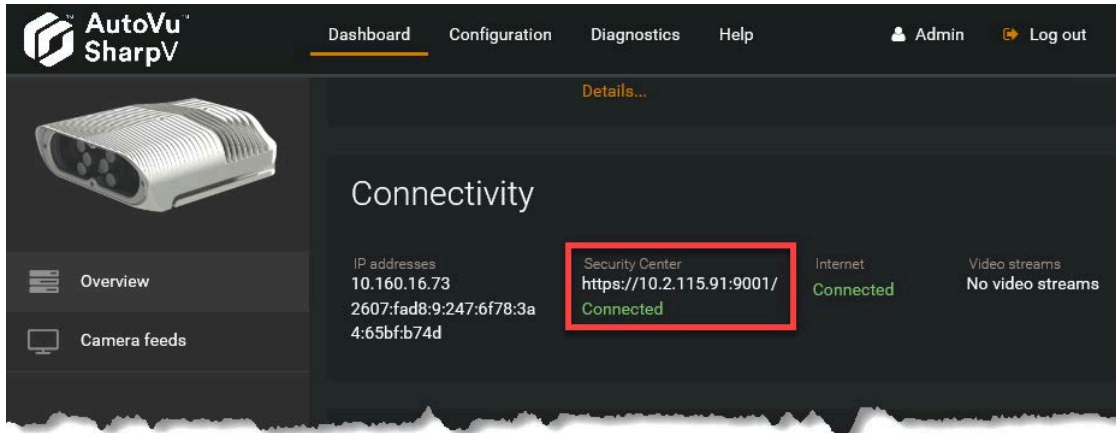 AutoVu™
SharpV
Dashboard Configuration Diagnostics Help Admin Log out
Details...
Overview
Camera feeds
Connectivity
IP addresses
10.160.16.73
2607:fad8:9:247:6f78:3a
4:65bf:b74d
Security Center
https://10.2.115.91:9001/
Connected
Internet
Connected
Video streams
No video streams